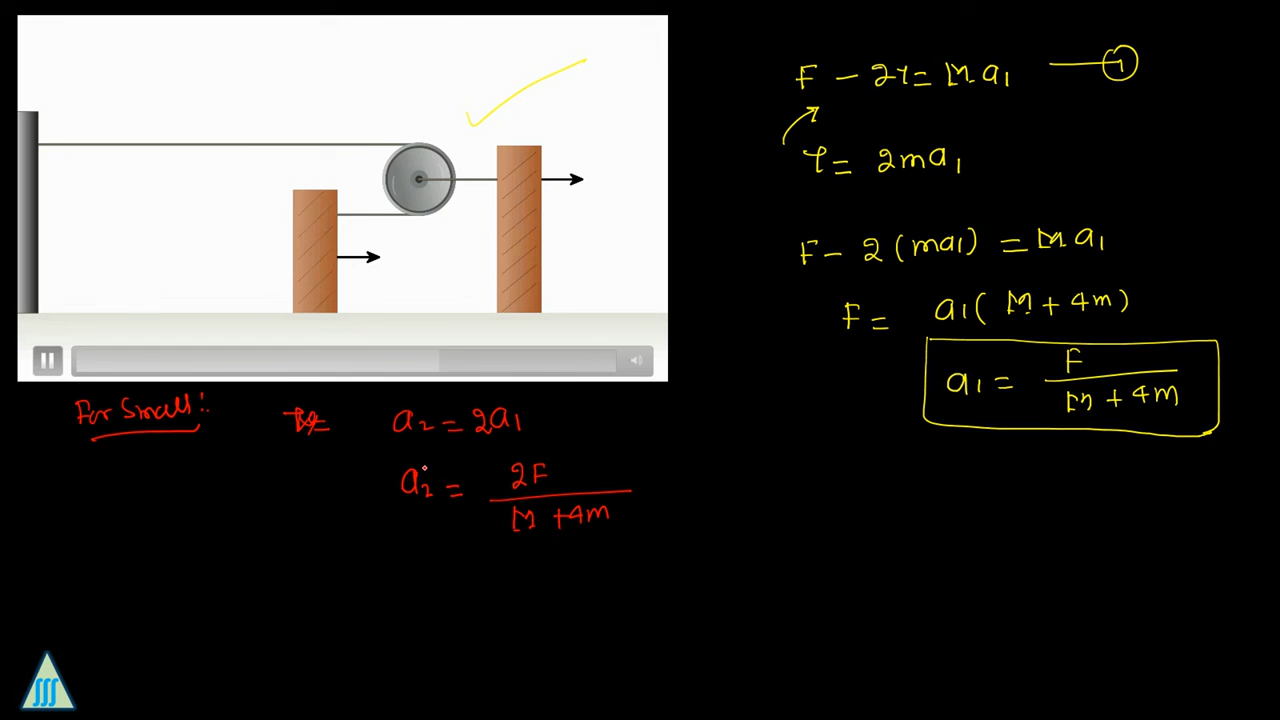 F - 2T = Ma₁ —— ①
T = 2ma₁
F - 2(ma₁) = Ma₁
F = a₁(M + 4m)
a₁ = F / M + 4m
For Small:
a₂ = 2a₁
a₂ = 2F / M + 4m